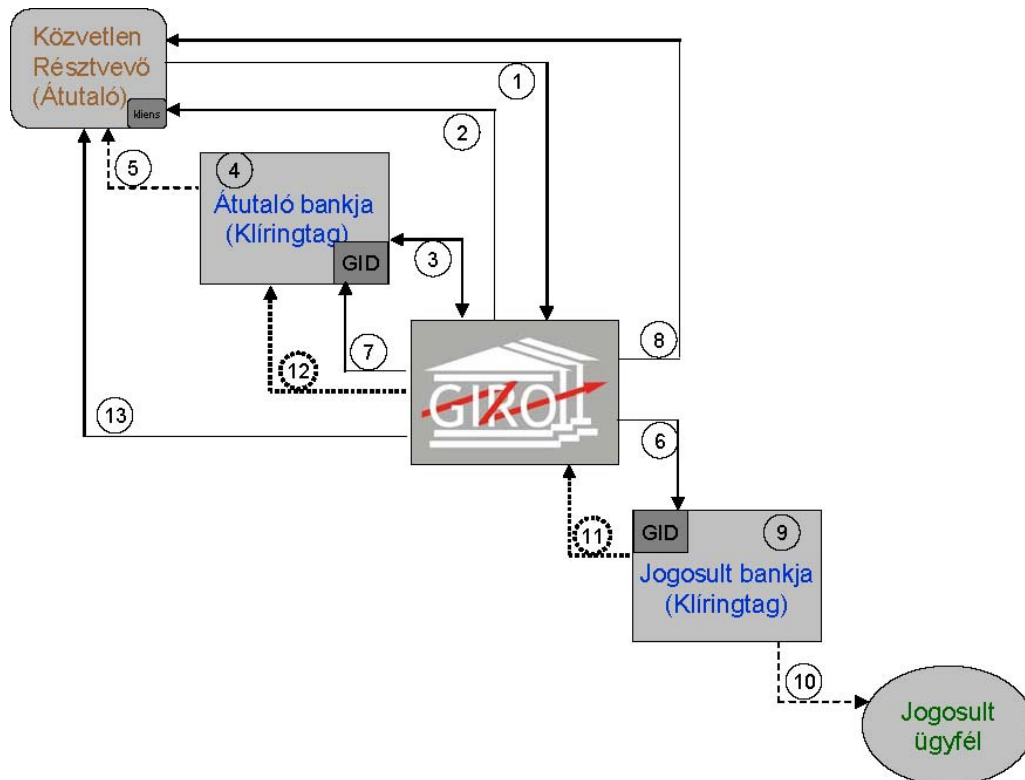 Közvetlen
Résztvevő
(Átutaló)
kliens
1
2
5
4
Átutaló bankja
(Klíringtag)
GID
3
7
8
12
13
GIRO
6
11
GID
9
Jogosult bankja
(Klíringtag)
10
Jogosult
ügyfél